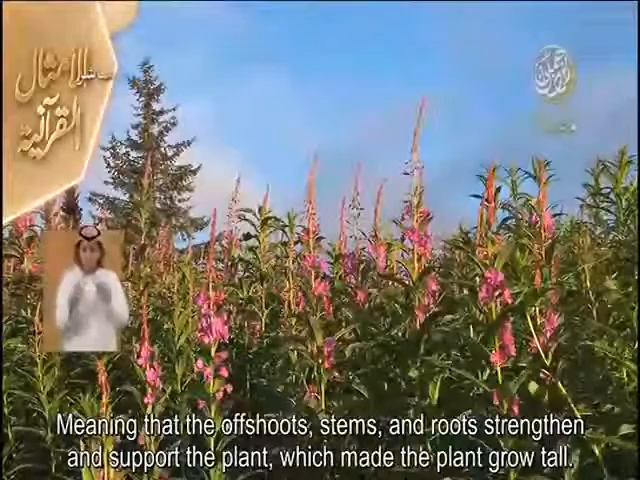 الأمثال
القرآنية
Meaning that the offshoots, stems, and roots strengthen
and support the plant, which made the plant grow tall.